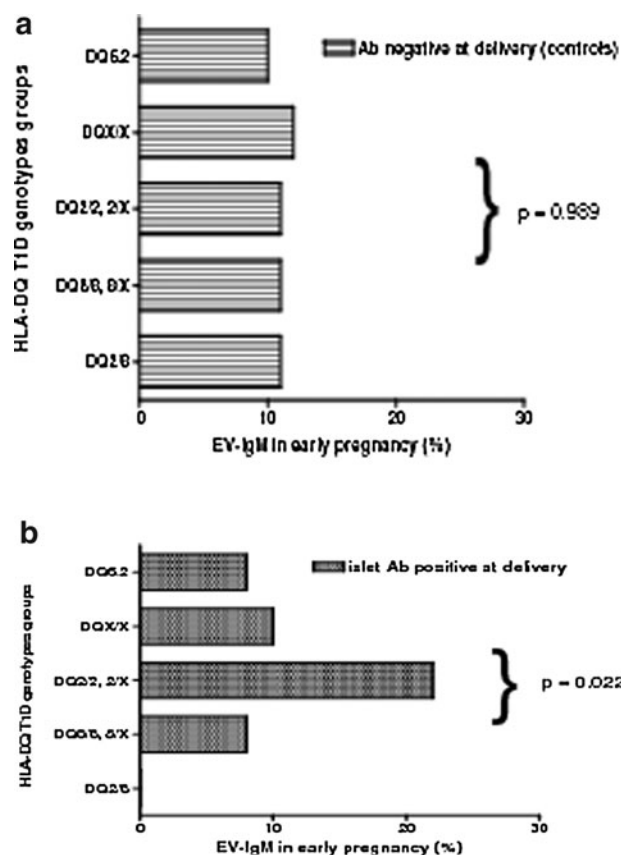 a
Ab negative at delivery (controls)
HLA-DQ T1D genotypes groups
DQ6.2
DQX/X
DQ2/2, 2/X
DQ8/8, 8/X
DQ2/8
p = 0.989
0
10
20
30
EV-IgM in early pregnancy (%)
b
islet Ab positive at delivery
HLA-DQ T1D genotypes groups
DQ6.2
DQX/X
DQ2/2, 2/X
DQ8/8, 8/X
DQ2/8
p = 0.022
0
10
20
30
EV-IgM in early pregnancy (%)